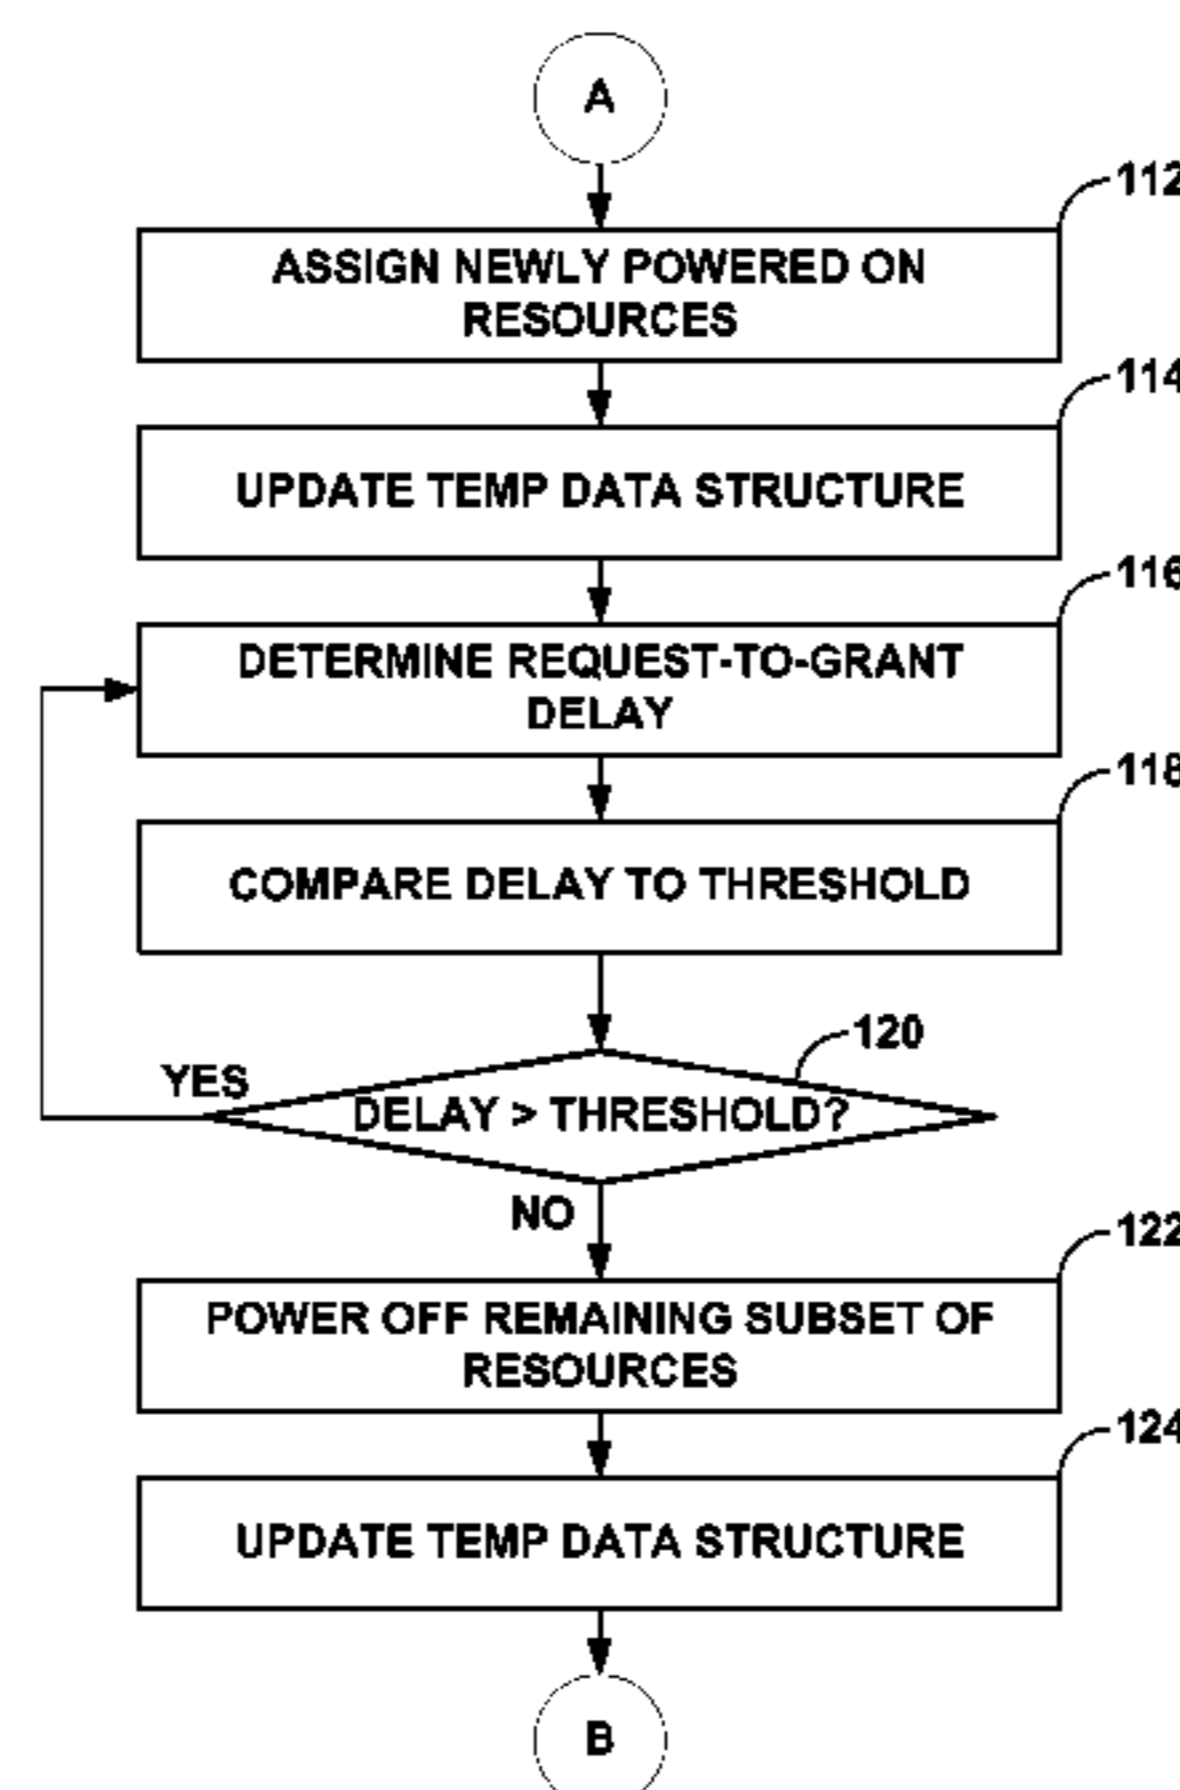 A
112
ASSIGN NEWLY POWERED ON
RESOURCES
114
UPDATE TEMP DATA STRUCTURE
116
DETERMINE REQUEST-TO-GRANT
DELAY
118
COMPARE DELAY TO THRESHOLD
120
YES
DELAY > THRESHOLD?
NO
122
POWER OFF REMAINING SUBSET OF
RESOURCES
124
UPDATE TEMP DATA STRUCTURE
B